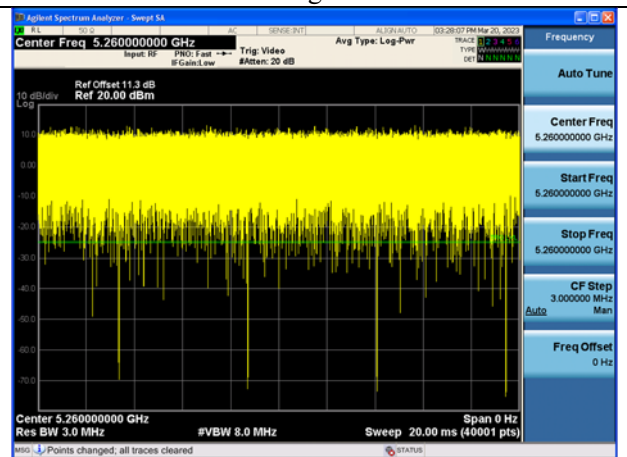 Agilent Spectrum Analyzer - Swept SA
RL 50 Ω AC SENSE:INT ALIGN AUTO 03:28:07 PM Mar 20, 2023
Center Freq 5.260000000 GHz
Input: RF PNO: Fast IFGain:Low
Trig: Video
#Atten: 20 dB
Avg Type: Log-Pwr
TRACE 1 2 3 4 5 6
TYPE
DET N N N N N N
Ref Offset 11.3 dB
10 dB/div Ref 20.00 dBm
Log
10.0
0.00
-10.0
-20.0
-30.0
-40.0
-50.0
-60.0
-70.0
Center 5.260000000 GHz Span 0 Hz
Res BW 3.0 MHz #VBW 8.0 MHz Sweep 20.00 ms (40001 pts)
MSG Points changed; all traces cleared STATUS
Frequency
Auto Tune
Center Freq
5.260000000 GHz
Start Freq
5.260000000 GHz
Stop Freq
5.260000000 GHz
CF Step
3.000000 MHz
Auto Man
Freq Offset
0 Hz